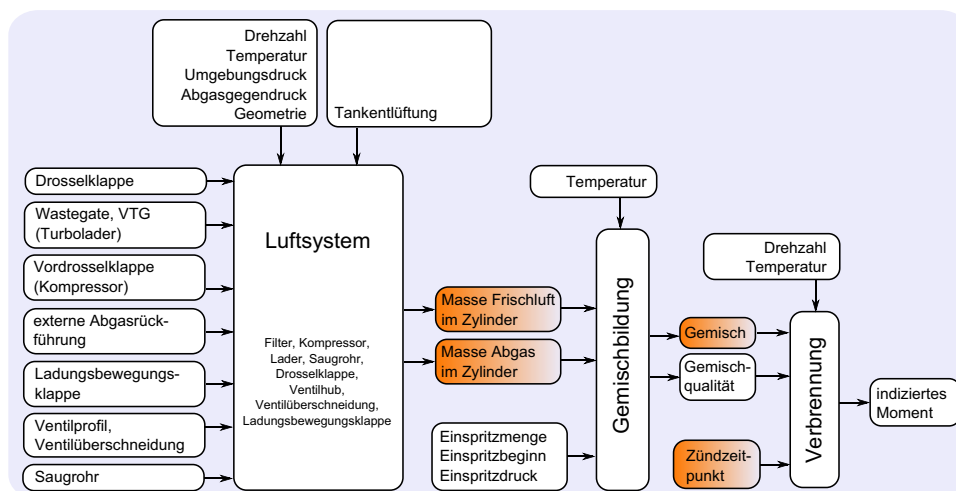 Drehzahl
Temperatur
Umgebungsdruck
Abgasgegendruck
Geometrie
Tankentlüftung
Drosselklappe
Wastegate, VTG
(Turbolader)
Vordrosselklappe
(Kompressor)
externe Abgasrück-
führung
Ladungsbewegungs-
klappe
Ventilprofil,
Ventilüberschneidung
Saugrohr
Luftsystem
Filter, Kompressor,
Lader, Saugrohr,
Drosselklappe,
Ventilhub,
Ventilüberschneidung,
Ladungsbewegungsklappe
Masse Frischluft
im Zylinder
Masse Abgas
im Zylinder
Einspritzmenge
Einspritzbeginn
Einspritzdruck
Temperatur
Gemischbildung
Gemisch
Gemisch-
qualität
Zündzeit-
punkt
Drehzahl
Temperatur
Verbrennung
indiziertes
Moment